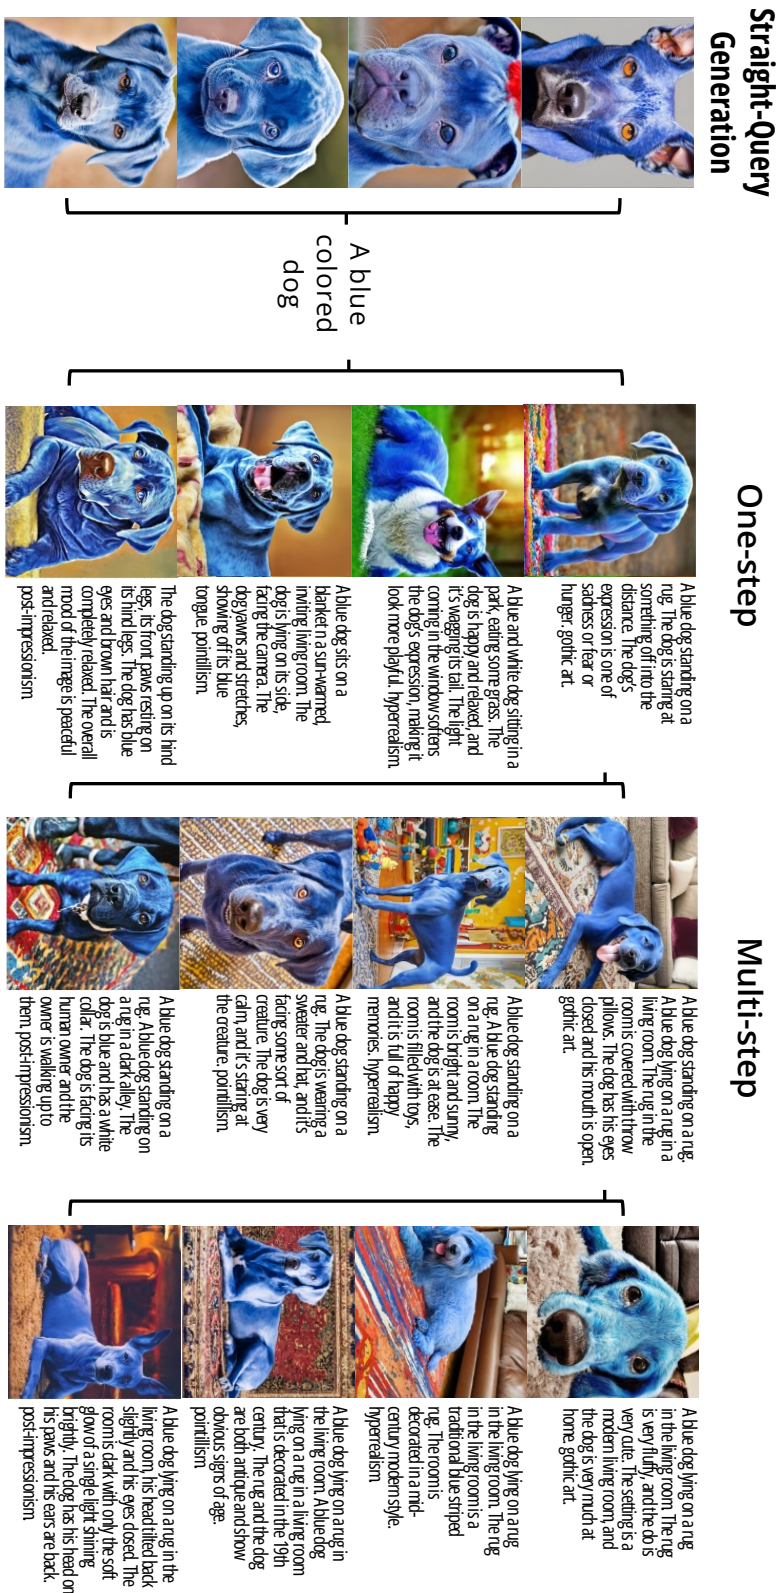 Straight-Query
Generation
A blue
colored
dog
One-step
A blue dog standing on a
rug. The dog is staring at
something off into the
distance. The dog's
expression is one of
sadness or fear or
hunger. gothic art.
A blue and white dog sitting in a
park, eating some grass. The
dog is happy and relaxed, and
it's wagging its tail. The light
coming in the window softens
the dog's expression, making it
look more playful. hyperrealism.
A blue dog sits on a
blanket n a sun-warmed,
inviting living room. The
dog is lying on its side,
facing the camera. The
dog yawns and stretches,
showing off its blue
tongue. pointillism.
The dog standing up on its hind
legs, its front paws resting on
its hind legs. The dog has blue
eyes and brown hair and is
completely relaxed. The overall
mood of the image is peaceful
and relaxed.
post-impressionism.
Multi-step
A blue dog standing on a rug.
A blue dog lying on a rug in a
living room. The rug in the
room is covered with throw
pillows. The dog has his eyes
closed and his mouth is open.
gothic art.
A blue dog standing on a
rug. A blue dog standing
on a rug in a room. The
room is bright and sunny,
and the dog is at ease. The
room is filled with toys,
and it is full of happy
memories. hyperrealism.
A blue dog standing on a
rug. The dog is wearing a
sweater and hat, and it's
facing some sort of
creature. The dog is very
calm, and it's staring at
the creature. pointillism.
A blue dog standing on a
rug. A blue dog standing on
a rug in a dark alley. The
dog is blue and has a white
collar. The dog is facing its
human owner and the
owner is walking up to
them. post-impressionism.
A blue dog lying on a rug
in the living room. The rug
is very fluffy, and the do is
very cute. The setting is a
modern living room, and
the dog is very much at
home. gothic art.
A blue dog lying on a rug
in the living room. The rug
in the living room is a
traditional blue striped
rug. The room is
decorated in a mid-
century modern style.
hyperrealism.
A blue dog lying on a rug in
the living room. A blue dog
lying on a rug in a living room
that is decorated in the 19th
century. The rug and the dog
are both antique and show
obvious signs of age.
pointillism.
A blue dog lying on a rug in the
living room, his head tilted back
slightly and his eyes closed. The
room is dark with only the soft
glow of a single light shining
brightly. The dog has his head on
his paws and his ears are back.
post-impressionism.